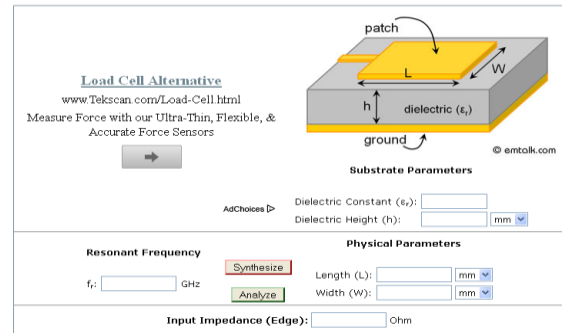 patch
L
W
h
dielectric (εr)
ground
© emtalk.com
Load Cell Alternative
www.Tekscan.com/Load-Cell.html
Measure Force with our Ultra-Thin, Flexible, &
Accurate Force Sensors
AdChoices
Substrate Parameters
Dielectric Constant (εr):
Dielectric Height (h): mm
Resonant Frequency
fr: GHz
Synthesize
Analyze
Physical Parameters
Length (L): mm
Width (W): mm
Input Impedance (Edge): Ohm